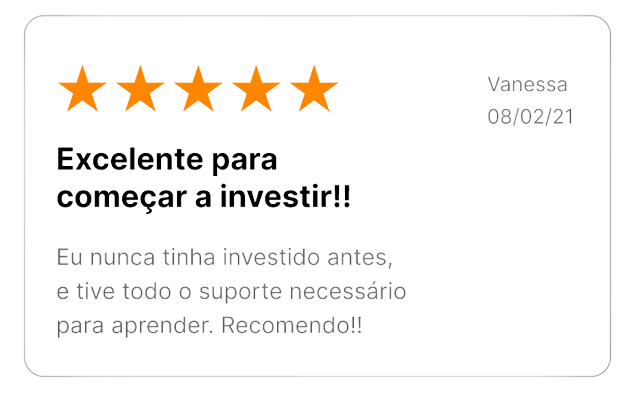 Vanessa
08/02/21
Excelente para
começar a investir!!
Eu nunca tinha investido antes,
e tive todo o suporte necessário
para aprender. Recomendo!!